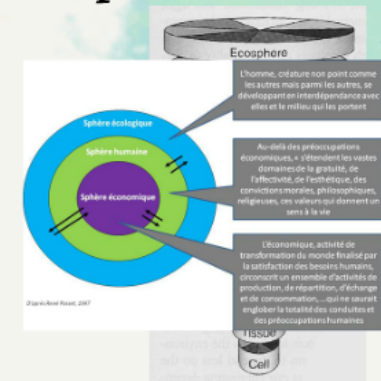 Ecosphere
L'homme, créature non point comme
les autres mais parmi les autres, se
développant en interdépendance avec
elles et le milieu qui les portent
Sphère écologique
Sphère humaine
Sphère économique
Au-delà des préoccupations
économiques, « s'étendent les vastes
domaines de la gratuité, de
l'affectivité, de l'esthétique, des
convictions morales, philosophiques,
religieuses, ces valeurs qui donnent un
sens à la vie
L'économique, activité de
transformation du monde finalisé par
la satisfaction des besoins humains,
circonscrit un ensemble d'activités de
production, de répartition, d'échange
et de consommation, ...qui ne saurait
englober la totalité des conduites et
des préoccupations humaines
D'après René Passet, 1997
Tissue
Cell